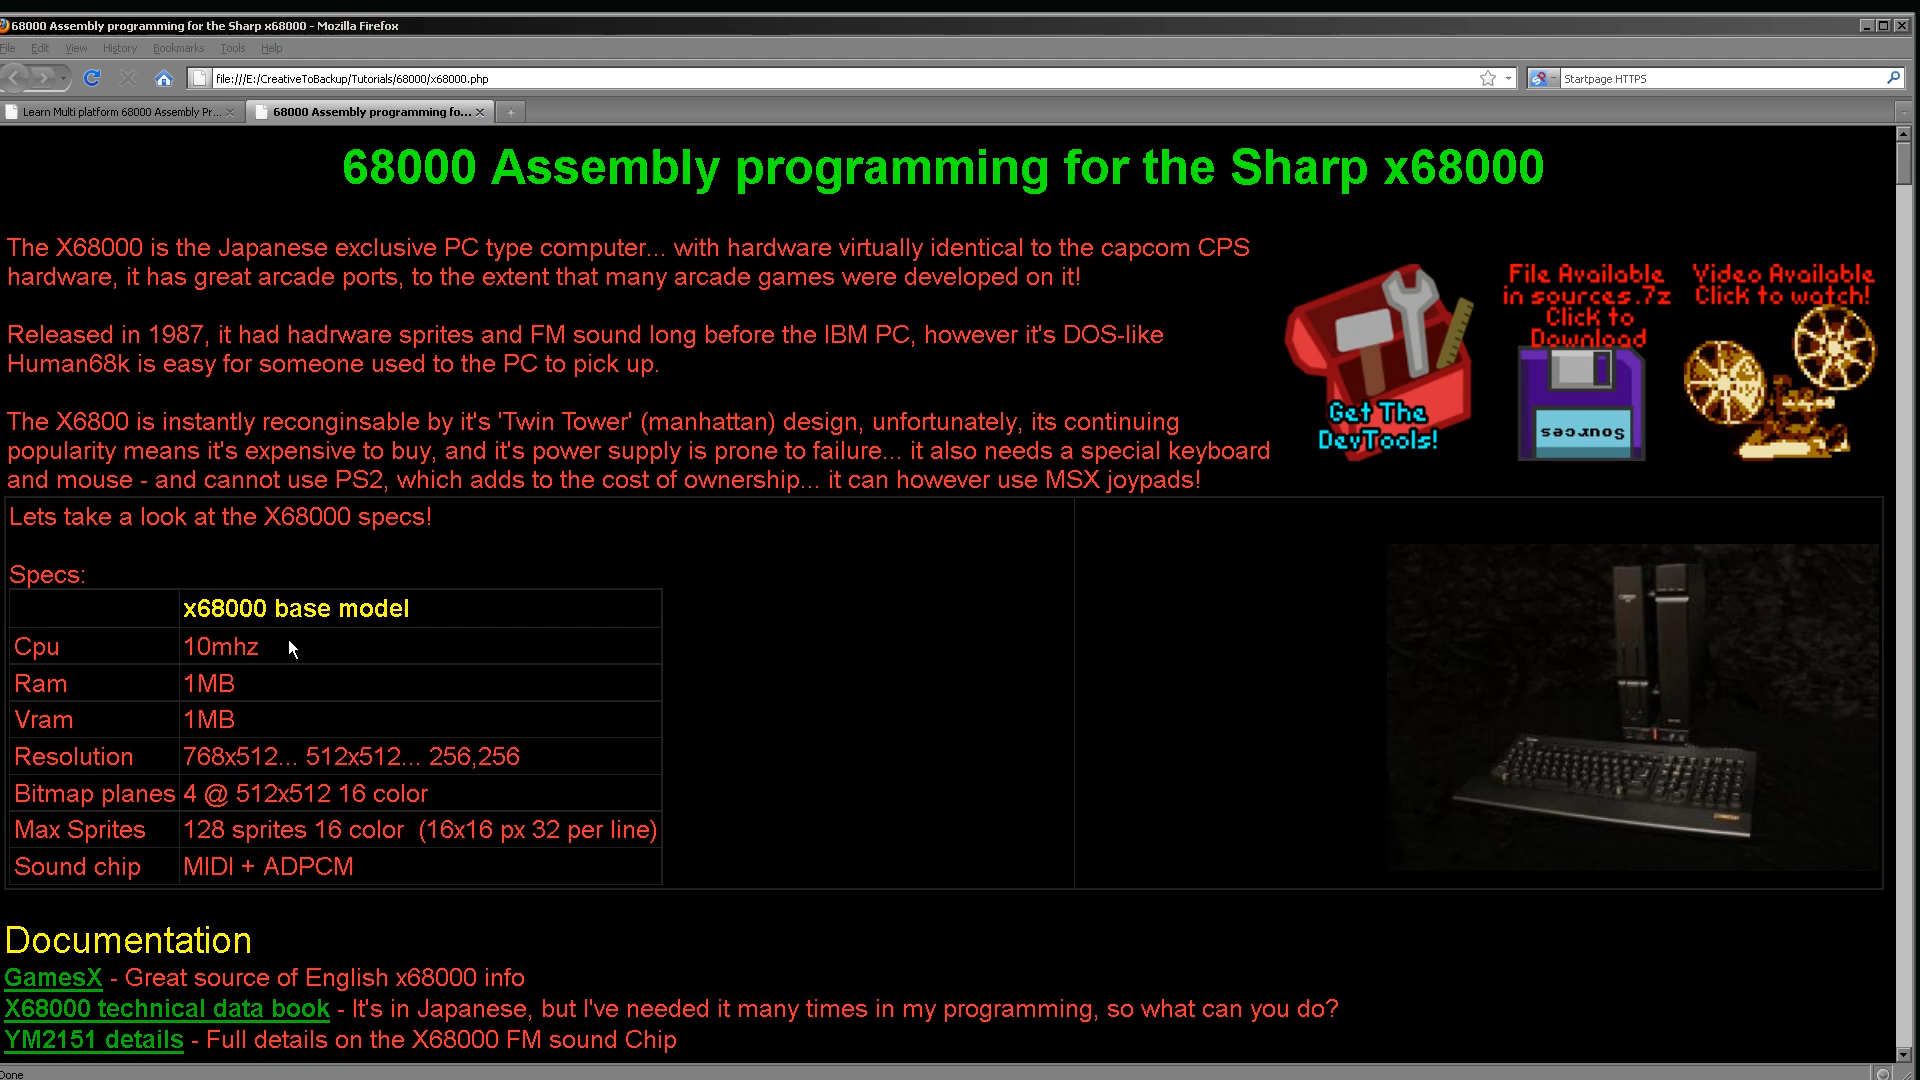 68000 Assembly programming for the Sharp x68000 - Mozilla Firefox
File Edit View History Bookmarks Tools Help
file:///E:/CreativeToBackup/Tutorials/68000/x68000.php
Startpage HTTPS
Learn Multi platform 68000 Assembly Pr...
68000 Assembly programming fo...
68000 Assembly programming for the Sharp x68000
The X68000 is the Japanese exclusive PC type computer... with hardware virtually identical to the capcom CPS
hardware, it has great arcade ports, to the extent that many arcade games were developed on it!
Released in 1987, it had hadrware sprites and FM sound long before the IBM PC, however it's DOS-like
Human68k is easy for someone used to the PC to pick up.
The X6800 is instantly reconginsable by it's 'Twin Tower' (manhattan) design, unfortunately, its continuing
popularity means it's expensive to buy, and it's power supply is prone to failure... it also needs a special keyboard
and mouse - and cannot use PS2, which adds to the cost of ownership... it can however use MSX joypads!
Get The
DevTools!
File Available
in sources.7z
Click to
Download
Sources
Video Available
Click to watch!
Lets take a look at the X68000 specs!
Specs:
x68000 base model
Cpu 10mhz
Ram 1MB
Vram 1MB
Resolution 768x512... 512x512... 256,256
Bitmap planes 4 @ 512x512 16 color
Max Sprites 128 sprites 16 color (16x16 px 32 per line)
Sound chip MIDI + ADPCM
Documentation
GamesX - Great source of English x68000 info
X68000 technical data book - It's in Japanese, but I've needed it many times in my programming, so what can you do?
YM2151 details - Full details on the X68000 FM sound Chip
Done